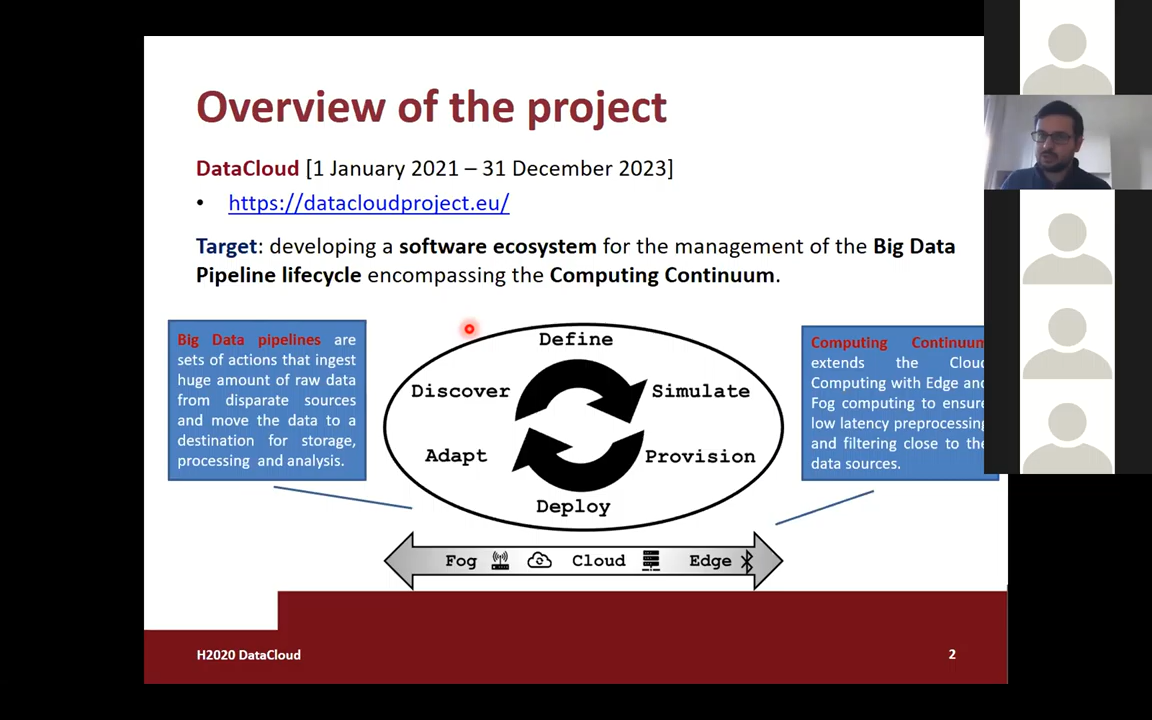 Overview of the project
DataCloud [1 January 2021 – 31 December 2023]
• https://datacloudproject.eu/
Target: developing a software ecosystem for the management of the Big Data
Pipeline lifecycle encompassing the Computing Continuum.
Big Data pipelines are
sets of actions that ingest
huge amount of raw data
from disparate sources
and move the data to a
destination for storage,
processing and analysis.
Define
Discover
Simulate
Adapt
Provision
Deploy
Computing Continuum
extends the Cloud
Computing with Edge and
Fog computing to ensure
low latency preprocessing
and filtering close to the
data sources.
Fog Cloud Edge
H2020 DataCloud
2